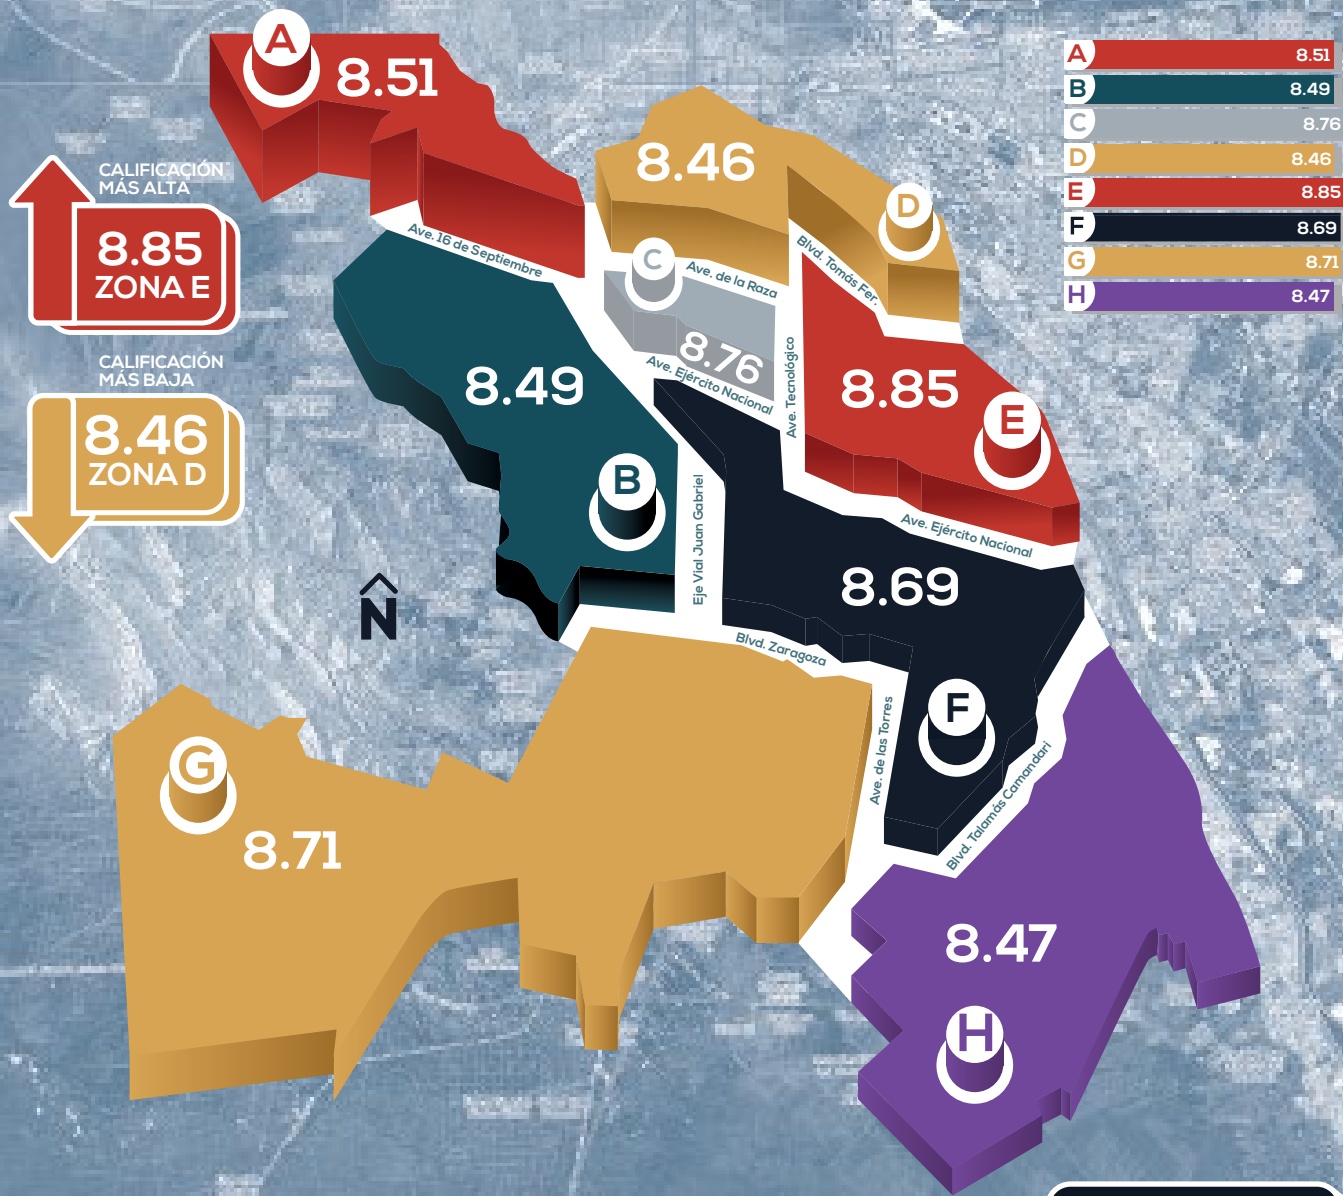 A
8.51
A 8.51
B 8.49
C 8.76
D 8.46
E 8.85
F 8.69
G 8.71
H 8.47
CALIFICACIÓN
MÁS ALTA
8.85
ZONA E
CALIFICACIÓN
MÁS BAJA
8.46
ZONA D
8.46
D
Ave. 16 de Septiembre
C
Ave. de la Raza
Blvd. Tomás Fer.
8.76
Ave. Ejército Nacional
Ave. Tecnológico
8.49
B
8.85
E
Eje Vial Juan Gabriel
Ave. Ejército Nacional
N
8.69
Blvd. Zaragoza
F
Ave. de las Torres
Blvd. Talamás Camandari
G
8.71
8.47
H